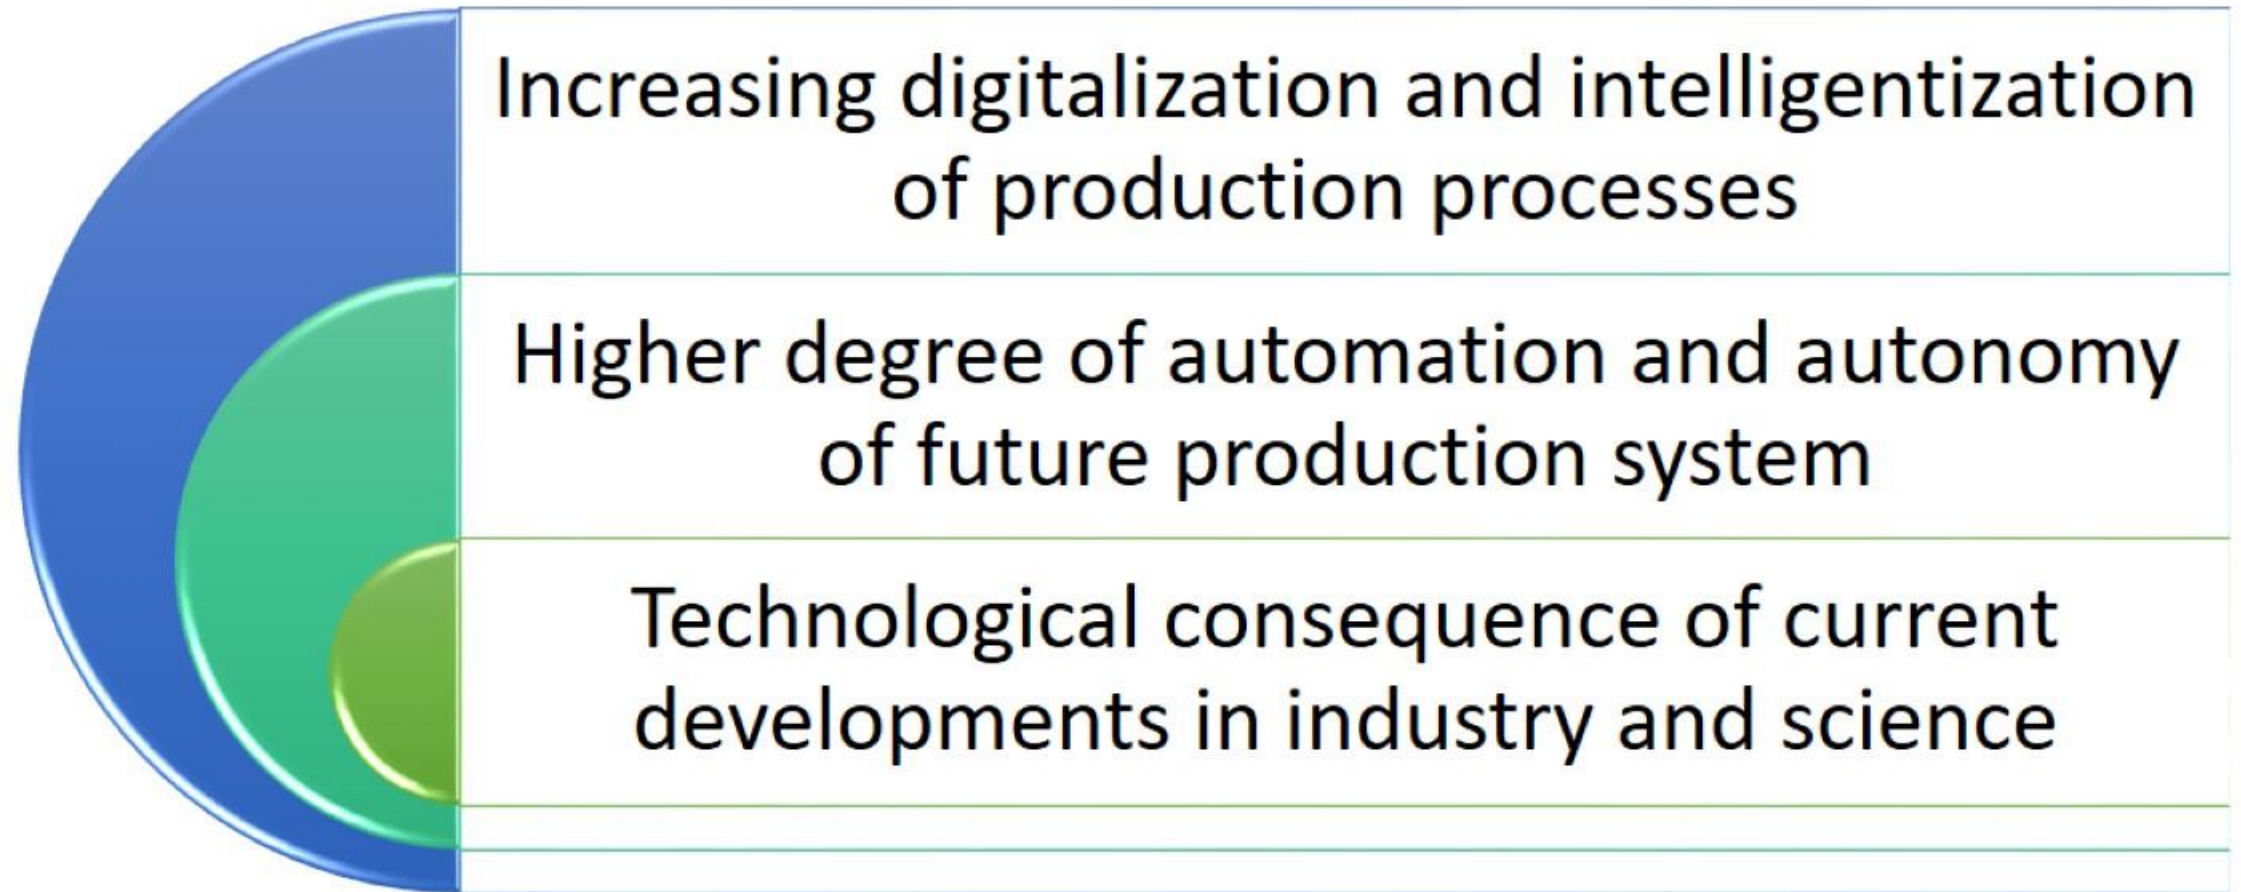 Increasing digitalization and intelligentization
of production processes
Higher degree of automation and autonomy
of future production system
Technological consequence of current
developments in industry and science